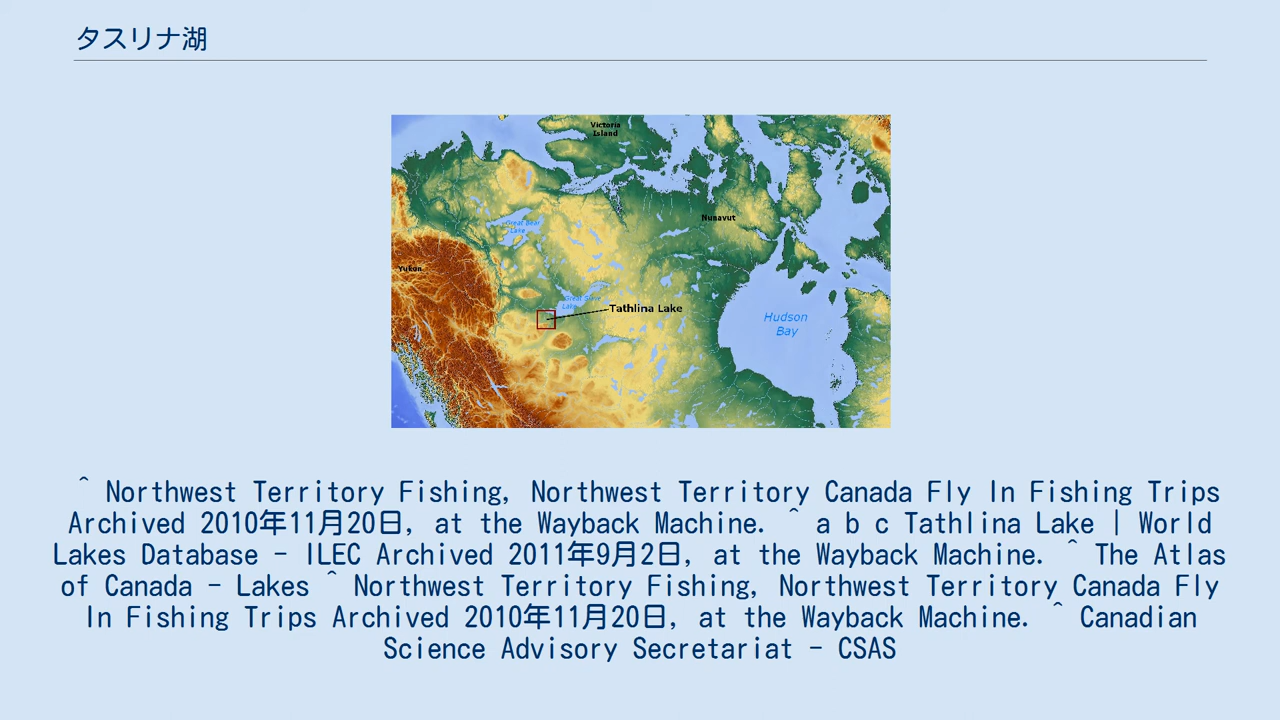 タスリナ湖
Victoria
Island
Great Bear
Lake
Nunavut
Yukon
Great Slave
Lake
Tathlina Lake
Hudson
Bay
^ Northwest Territory Fishing, Northwest Territory Canada Fly In Fishing Trips
Archived 2010年11月20日, at the Wayback Machine. ^ a b c Tathlina Lake | World
Lakes Database - ILEC Archived 2011年9月2日, at the Wayback Machine. ^ The Atlas
of Canada - Lakes ^ Northwest Territory Fishing, Northwest Territory Canada Fly
In Fishing Trips Archived 2010年11月20日, at the Wayback Machine. ^ Canadian
Science Advisory Secretariat - CSAS